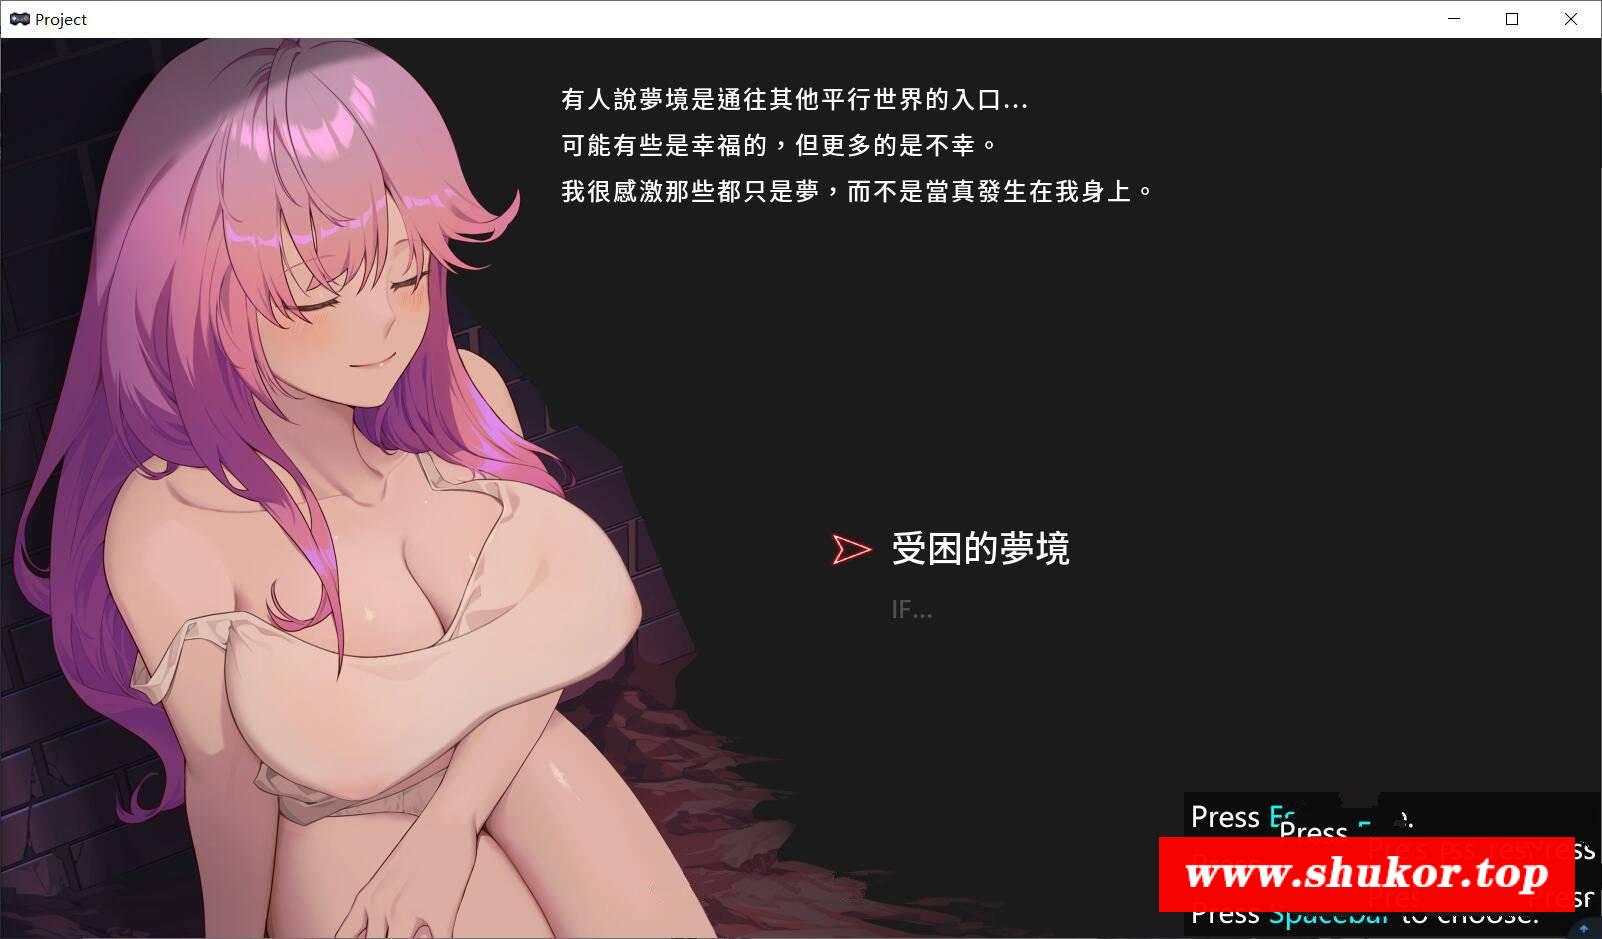 Project
有人說夢境是通往其他平行世界的入口...
可能有些是幸福的，但更多的是不幸。
我很感激那些都只是夢，而不是當真發生在我身上。
受困的夢境
IF...
Press
Press
www.shukor.top
Press Spacebar to choose.